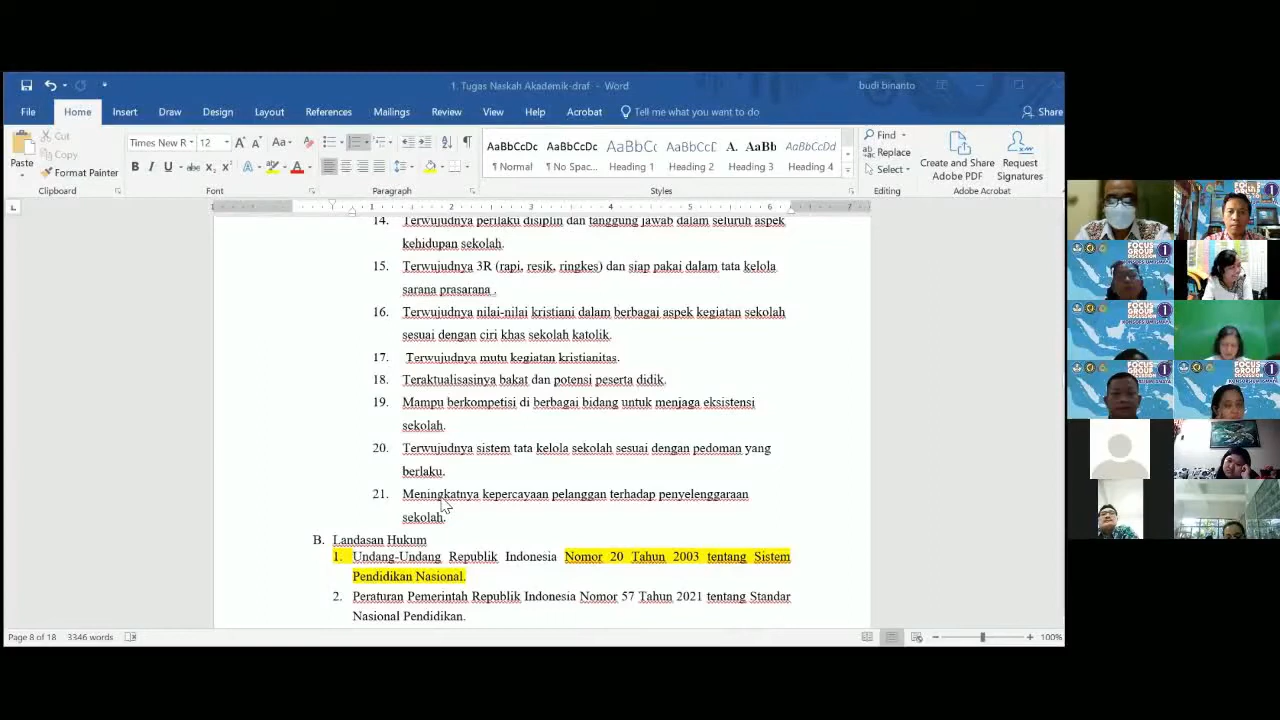 1. Tugas Naskah Akademik-draf - Word
budi binanto
File Home Insert Draw Design Layout References Mailings Review View Help Acrobat Tell me what you want to do Share
Paste
Cut
Copy
Format Painter
Times New R 12
AaBbCcDc AaBbCcDc AaBbCcI AaBbCcL A. AaBb AaBbCcDd
¶ Normal ¶ No Spac... Heading 1 Heading 2 Heading 3 Heading 4
Find
Replace
Select
Create and Share
Adobe PDF
Request
Signatures
Clipboard Font Paragraph Styles Editing Adobe Acrobat
14. Terwujudnya perilaku disiplin dan tanggung jawab dalam seluruh aspek
kehidupan sekolah.
15. Terwujudnya 3R (rapi, resik, ringkes) dan siap pakai dalam tata kelola
sarana prasarana .
16. Terwujudnya nilai-nilai kristiani dalam berbagai aspek kegiatan sekolah
sesuai dengan ciri khas sekolah katolik.
17. Terwujudnya mutu kegiatan kristianitas.
18. Teraktualisasinya bakat dan potensi peserta didik.
19. Mampu berkompetisi di berbagai bidang untuk menjaga eksistensi
sekolah.
20. Terwujudnya sistem tata kelola sekolah sesuai dengan pedoman yang
berlaku.
21. Meningkatnya kepercayaan pelanggan terhadap penyelenggaraan
sekolah.
B. Landasan Hukum
1. Undang-Undang Republik Indonesia Nomor 20 Tahun 2003 tentang Sistem
Pendidikan Nasional.
2. Peraturan Pemerintah Republik Indonesia Nomor 57 Tahun 2021 tentang Standar
Nasional Pendidikan.
Page 8 of 18 3346 words
100%
FOCUS
GROUP
DISCUSSION
1